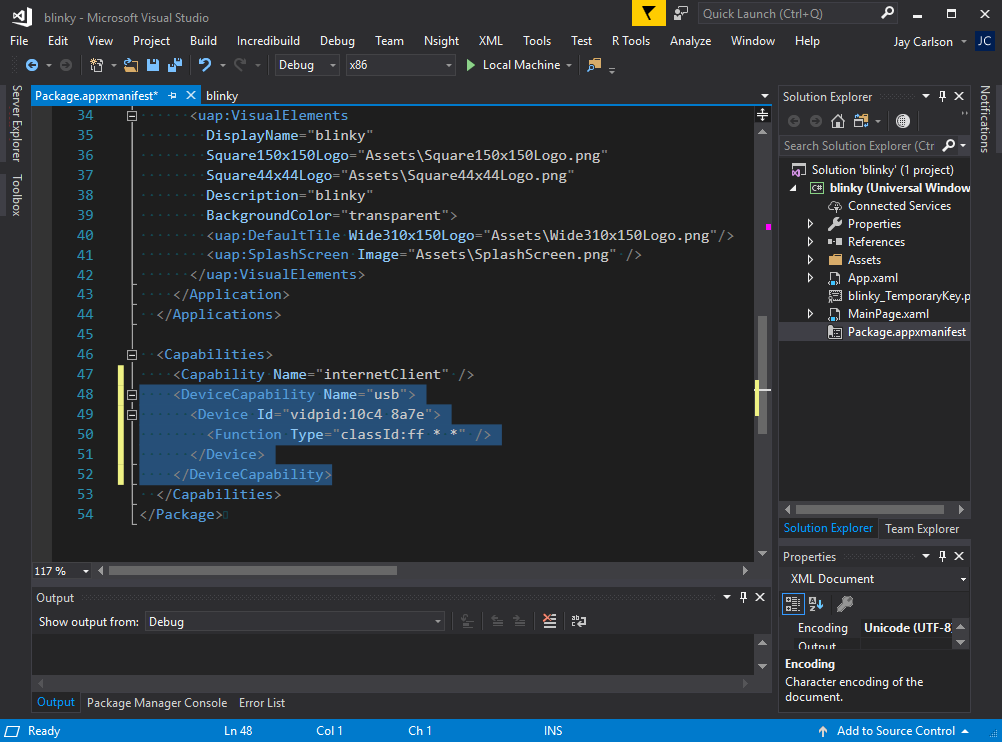 blinky - Microsoft Visual Studio
Quick Launch (Ctrl+Q)
File Edit View Project Build Incredibuild Debug Team Nsight XML Tools Test R Tools Analyze Window Help Jay Carlson JC
Debug x86 Local Machine
Server Explorer
Toolbox
Package.appxmanifest* blinky
34 <uap:VisualElements
35 DisplayName="blinky"
36 Square150x150Logo="Assets\Square150x150Logo.png"
37 Square44x44Logo="Assets\Square44x44Logo.png"
38 Description="blinky"
39 BackgroundColor="transparent">
40 <uap:DefaultTile Wide310x150Logo="Assets\Wide310x150Logo.png"/>
41 <uap:SplashScreen Image="Assets\SplashScreen.png" />
42 </uap:VisualElements>
43 </Application>
44 </Applications>
45
46 <Capabilities>
47 <Capability Name="internetClient" />
48 <DeviceCapability Name="usb">
49 <Device Id="vidpid:10c4 8a7e">
50 <Function Type="classId:ff * *" />
51 </Device>
52 </DeviceCapability>
53 </Capabilities>
54 </Package>
117 %
Output
Show output from: Debug
Output Package Manager Console Error List
Solution Explorer
Search Solution Explorer (Ctr
Solution 'blinky' (1 project)
C# blinky (Universal Window
Connected Services
Properties
References
Assets
App.xaml
blinky_TemporaryKey.p
MainPage.xaml
Package.appxmanifest
Solution Explorer Team Explorer
Properties
XML Document
Encoding Unicode (UTF-8
Output
Encoding
Character encoding of the
document.
Notifications
Ready Ln 48 Col 1 Ch 1 INS Add to Source Control